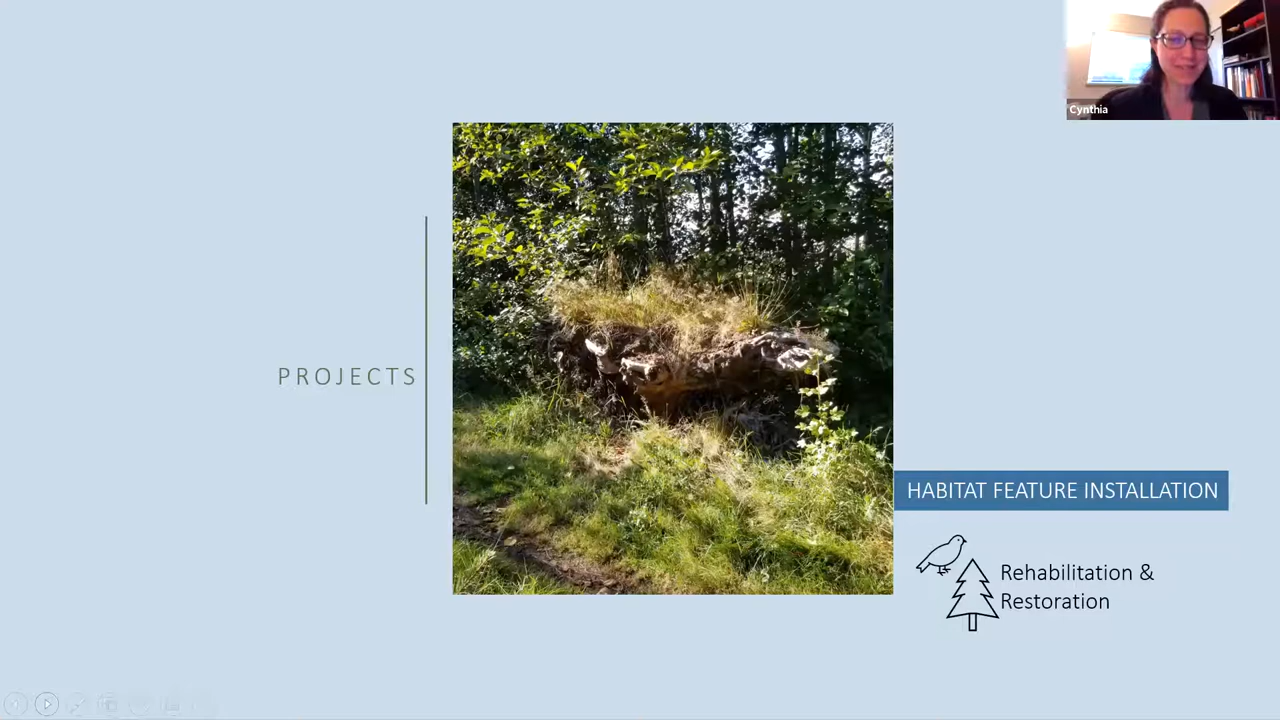 Cynthia
PROJECTS
HABITAT FEATURE INSTALLATION
Rehabilitation &
Restoration